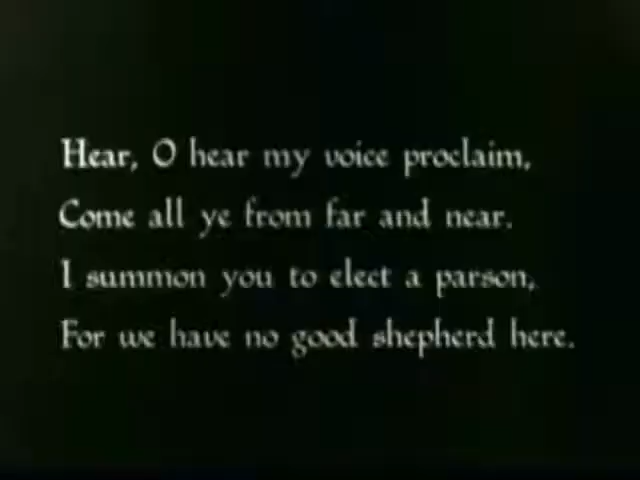 Hear, O hear my voice proclaim,
Come all ye from far and near.
I summon you to elect a parson,
For we have no good shepherd here.